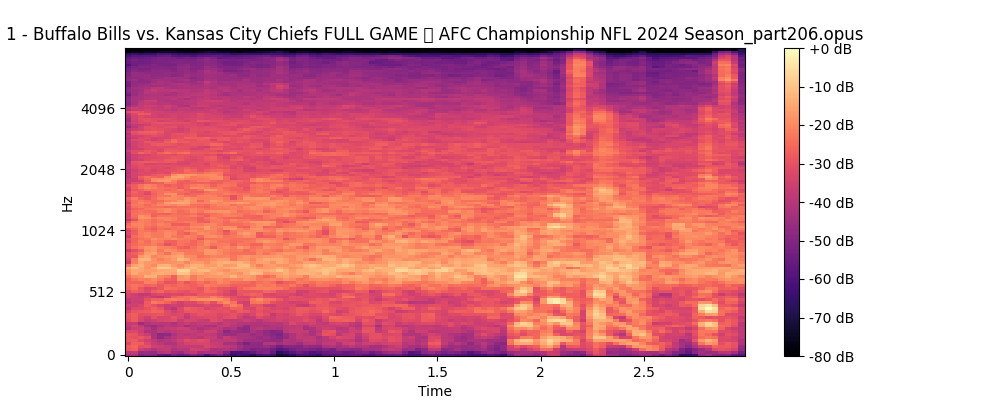 1 - Buffalo Bills vs. Kansas City Chiefs FULL GAME ▯ AFC Championship NFL 2024 Season_part206.opus
Hz
4096
2048
1024
512
0
0
0.5
1
1.5
2
2.5
Time
+0 dB
-10 dB
-20 dB
-30 dB
-40 dB
-50 dB
-60 dB
-70 dB
-80 dB